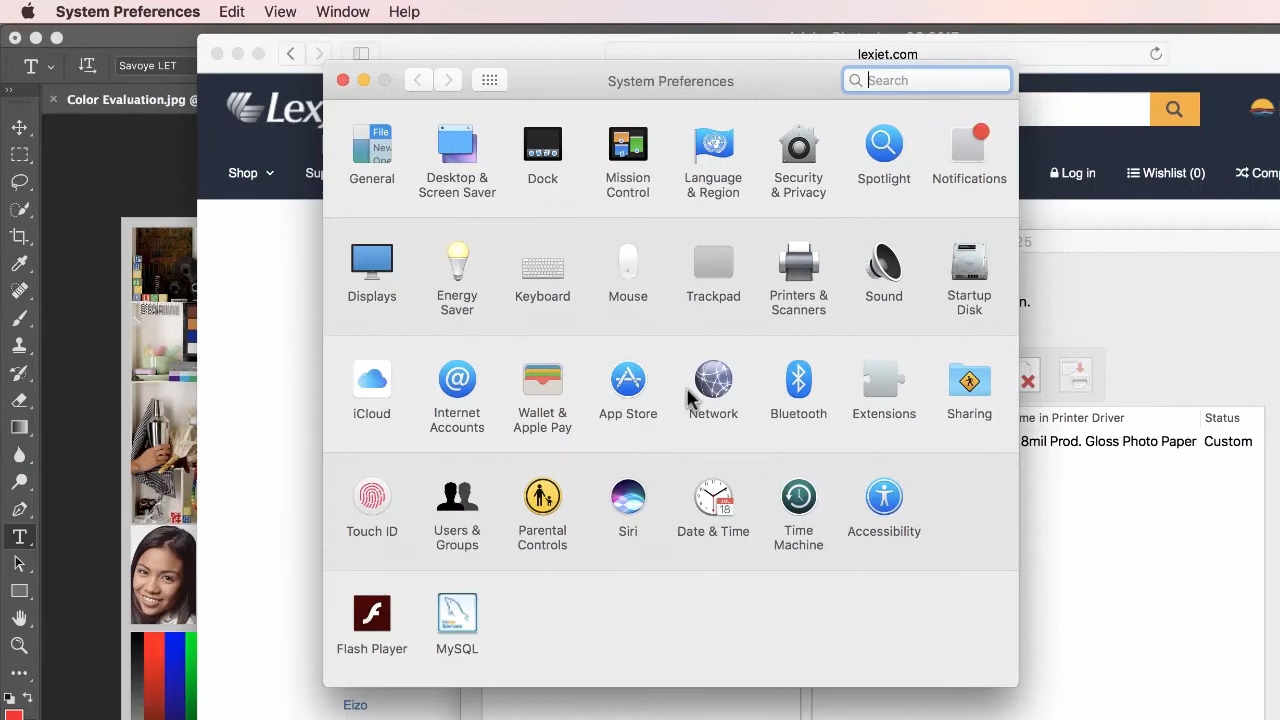 System Preferences Edit View Window Help
lexjet.com
Savoye LET
Color Evaluation.jpg @
System Preferences
Search
Lex
Shop
Log in
Wishlist (0)
General
Desktop &
Screen Saver
Dock
Mission
Control
Language
& Region
Security
& Privacy
Spotlight
Notifications
Displays
Energy
Saver
Keyboard
Mouse
Trackpad
Printers &
Scanners
Sound
Startup
Disk
iCloud
Internet
Accounts
Wallet &
Apple Pay
App Store
Network
Bluetooth
Extensions
Sharing
Touch ID
Users &
Groups
Parental
Controls
Siri
Date & Time
Time
Machine
Accessibility
Flash Player
MySQL
in Printer Driver
Status
8mil Prod. Gloss Photo Paper
Custom
Eizo